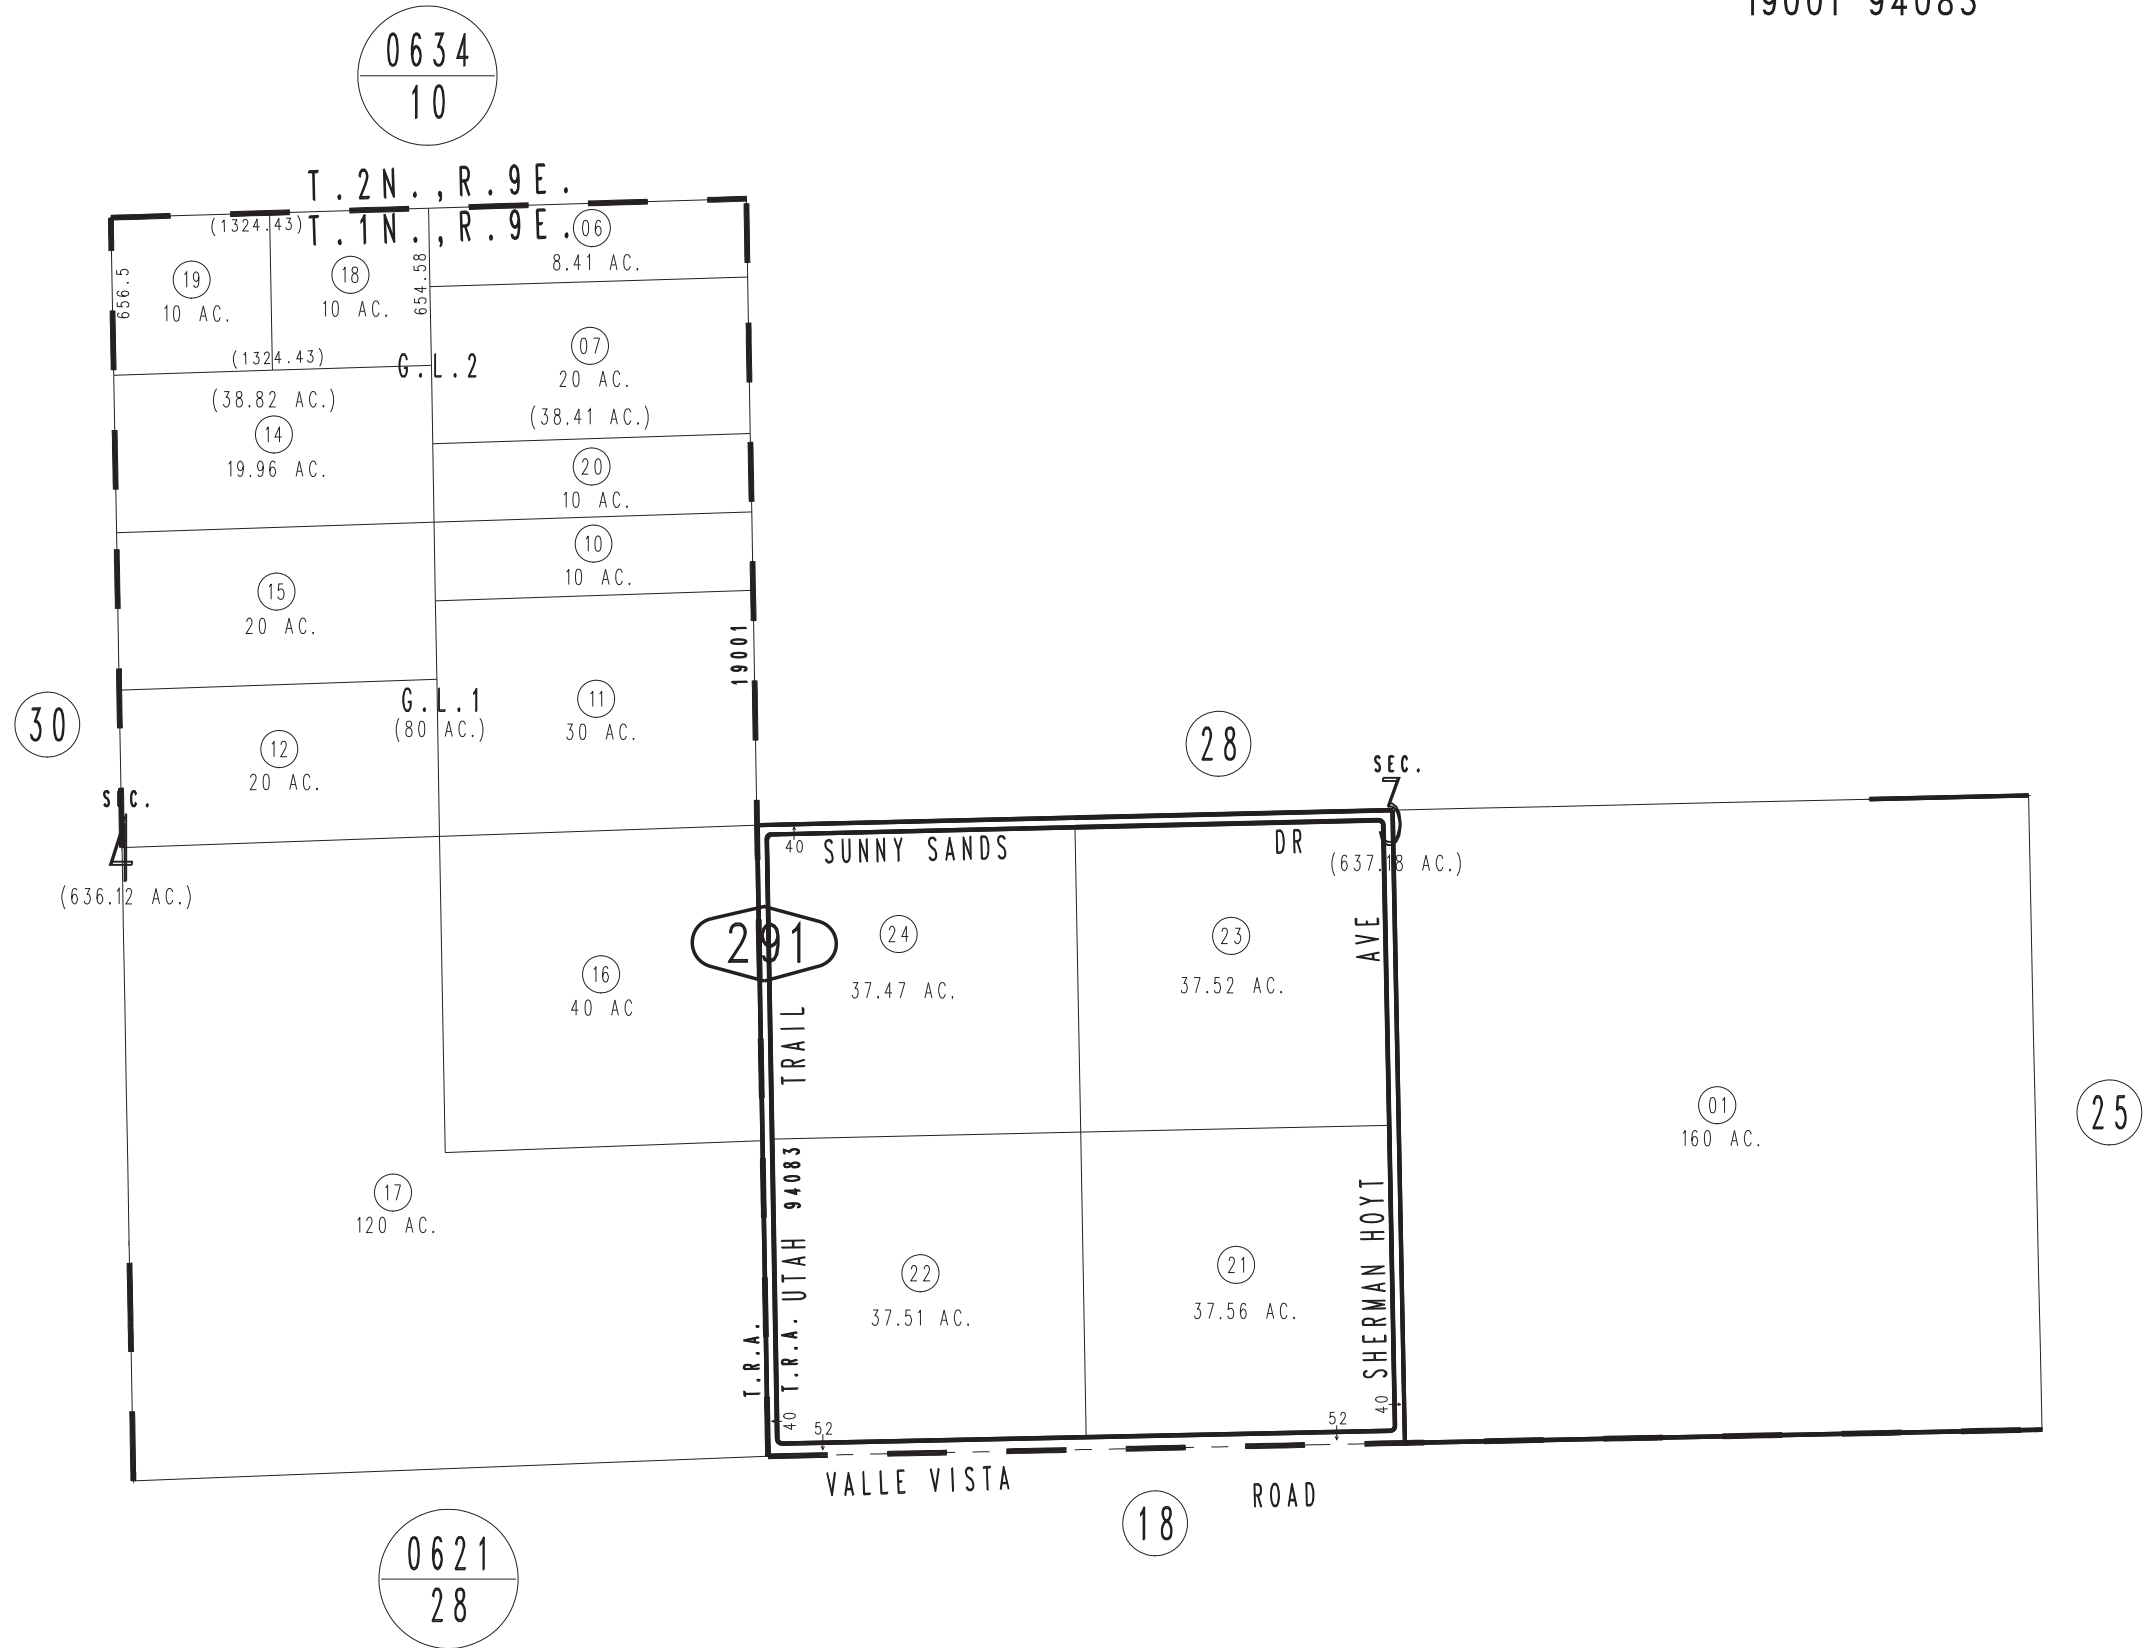 19001 94083
0634
10
T.2N.,R.9E.
T.1N.,R.9E.
(1324.43)
656.5
19
10 AC.
18
10 AC.
654.58
06
8.41 AC.
(1324.43)
G.L.2
07
20 AC.
(38.82 AC.)
(38.41 AC.)
14
19.96 AC.
20
10 AC.
10
10 AC.
15
20 AC.
19001
G.L.1
(80 AC.)
11
30 AC.
30
12
20 AC.
28
SEC.
4
(636.12 AC.)
SEC.
(637.18 AC.)
40
SUNNY SANDS DR
291
24
37.47 AC.
23
37.52 AC.
16
40 AC
UTAH TRAIL
SHERMAN HOYT AVE
01
160 AC.
25
17
120 AC.
22
37.51 AC.
21
37.56 AC.
T.R.A.
T.R.A. 94083
40
52
52
40
VALLE VISTA ROAD
18
0621
28